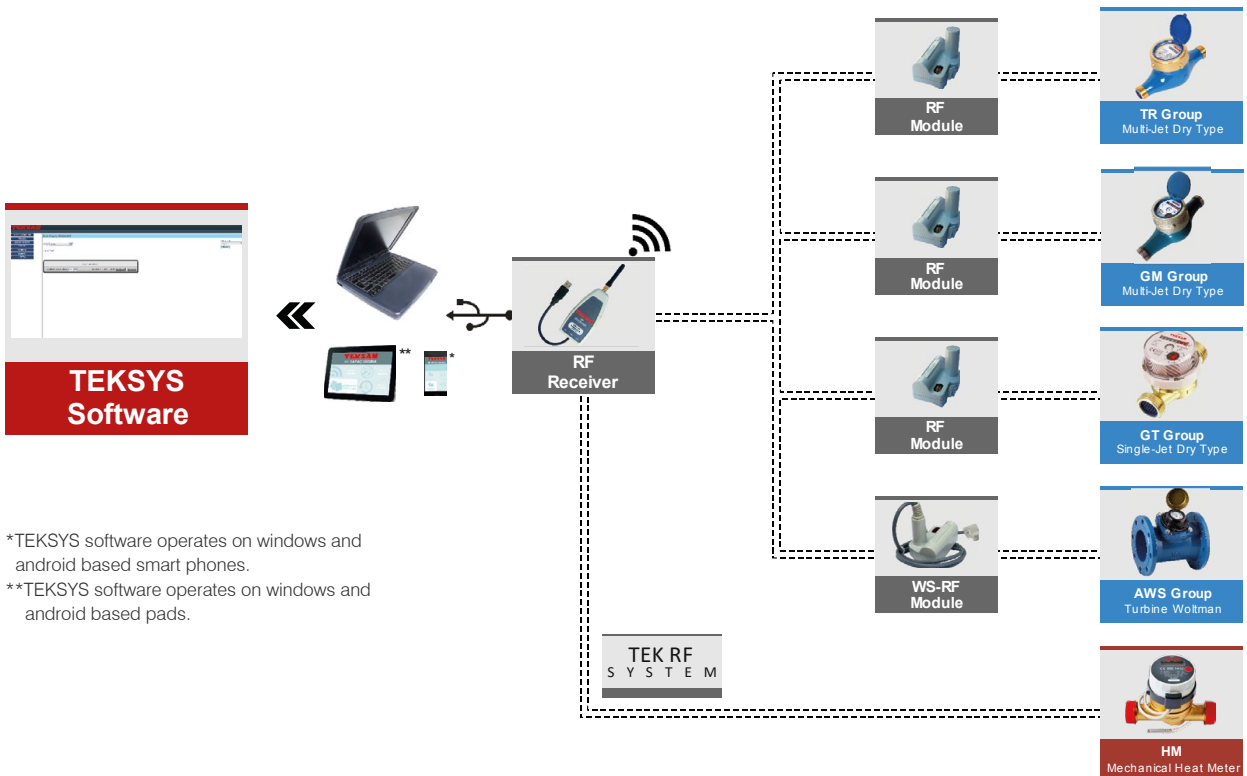 RF
Module
TR Group
Multi-Jet Dry Type
RF
Module
GM Group
Multi-Jet Dry Type
TEKSYS
Software
TEKSAN
**
*
RF
Receiver
RF
Module
GT Group
Single-Jet Dry Type
*TEKSYS software operates on windows and
android based smart phones.
**TEKSYS software operates on windows and
android based pads.
WS-RF
Module
AWS Group
Turbine Woltman
TEK RF
SYSTEM
HM
Mechanical Heat Meter